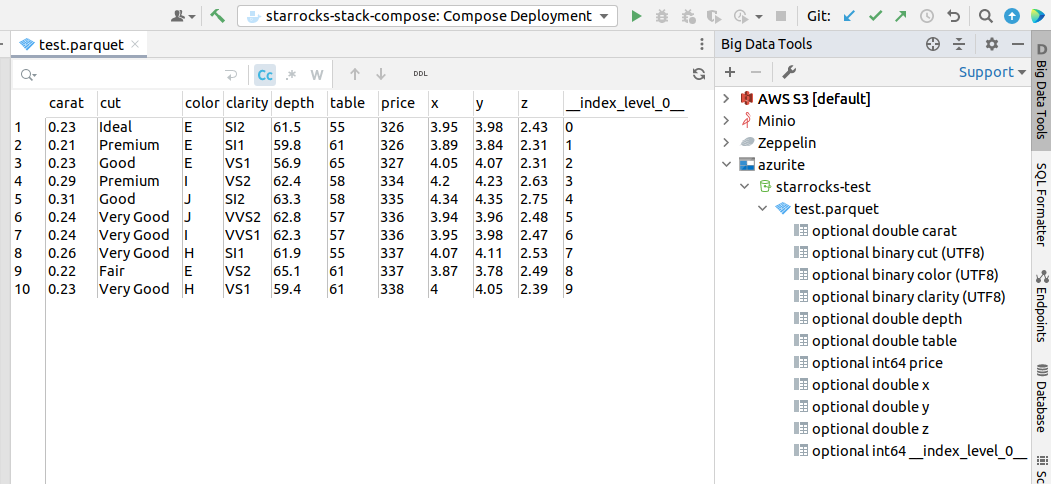 starrocks-stack-compose: Compose Deployment Git:
test.parquet
Cc .* W DDL
carat cut color clarity depth table price x y z __index_level_0__
1 0.23 Ideal E SI2 61.5 55 326 3.95 3.98 2.43 0
2 0.21 Premium E SI1 59.8 61 326 3.89 3.84 2.31 1
3 0.23 Good E VS1 56.9 65 327 4.05 4.07 2.31 2
4 0.29 Premium I VS2 62.4 58 334 4.2 4.23 2.63 3
5 0.31 Good J SI2 63.3 58 335 4.34 4.35 2.75 4
6 0.24 Very Good J VVS2 62.8 57 336 3.94 3.96 2.48 5
7 0.24 Very Good I VVS1 62.3 57 336 3.95 3.98 2.47 6
8 0.26 Very Good H SI1 61.9 55 337 4.07 4.11 2.53 7
9 0.22 Fair E VS2 65.1 61 337 3.87 3.78 2.49 8
10 0.23 Very Good H VS1 59.4 61 338 4 4.05 2.39 9
Big Data Tools
Support
AWS S3 [default]
Minio
Zeppelin
azurite
starrocks-test
test.parquet
optional double carat
optional binary cut (UTF8)
optional binary color (UTF8)
optional binary clarity (UTF8)
optional double depth
optional double table
optional int64 price
optional double x
optional double y
optional double z
optional int64 __index_level_0__
D
Big Data Tools
SQL Formatter
Endpoints
Database
Sc